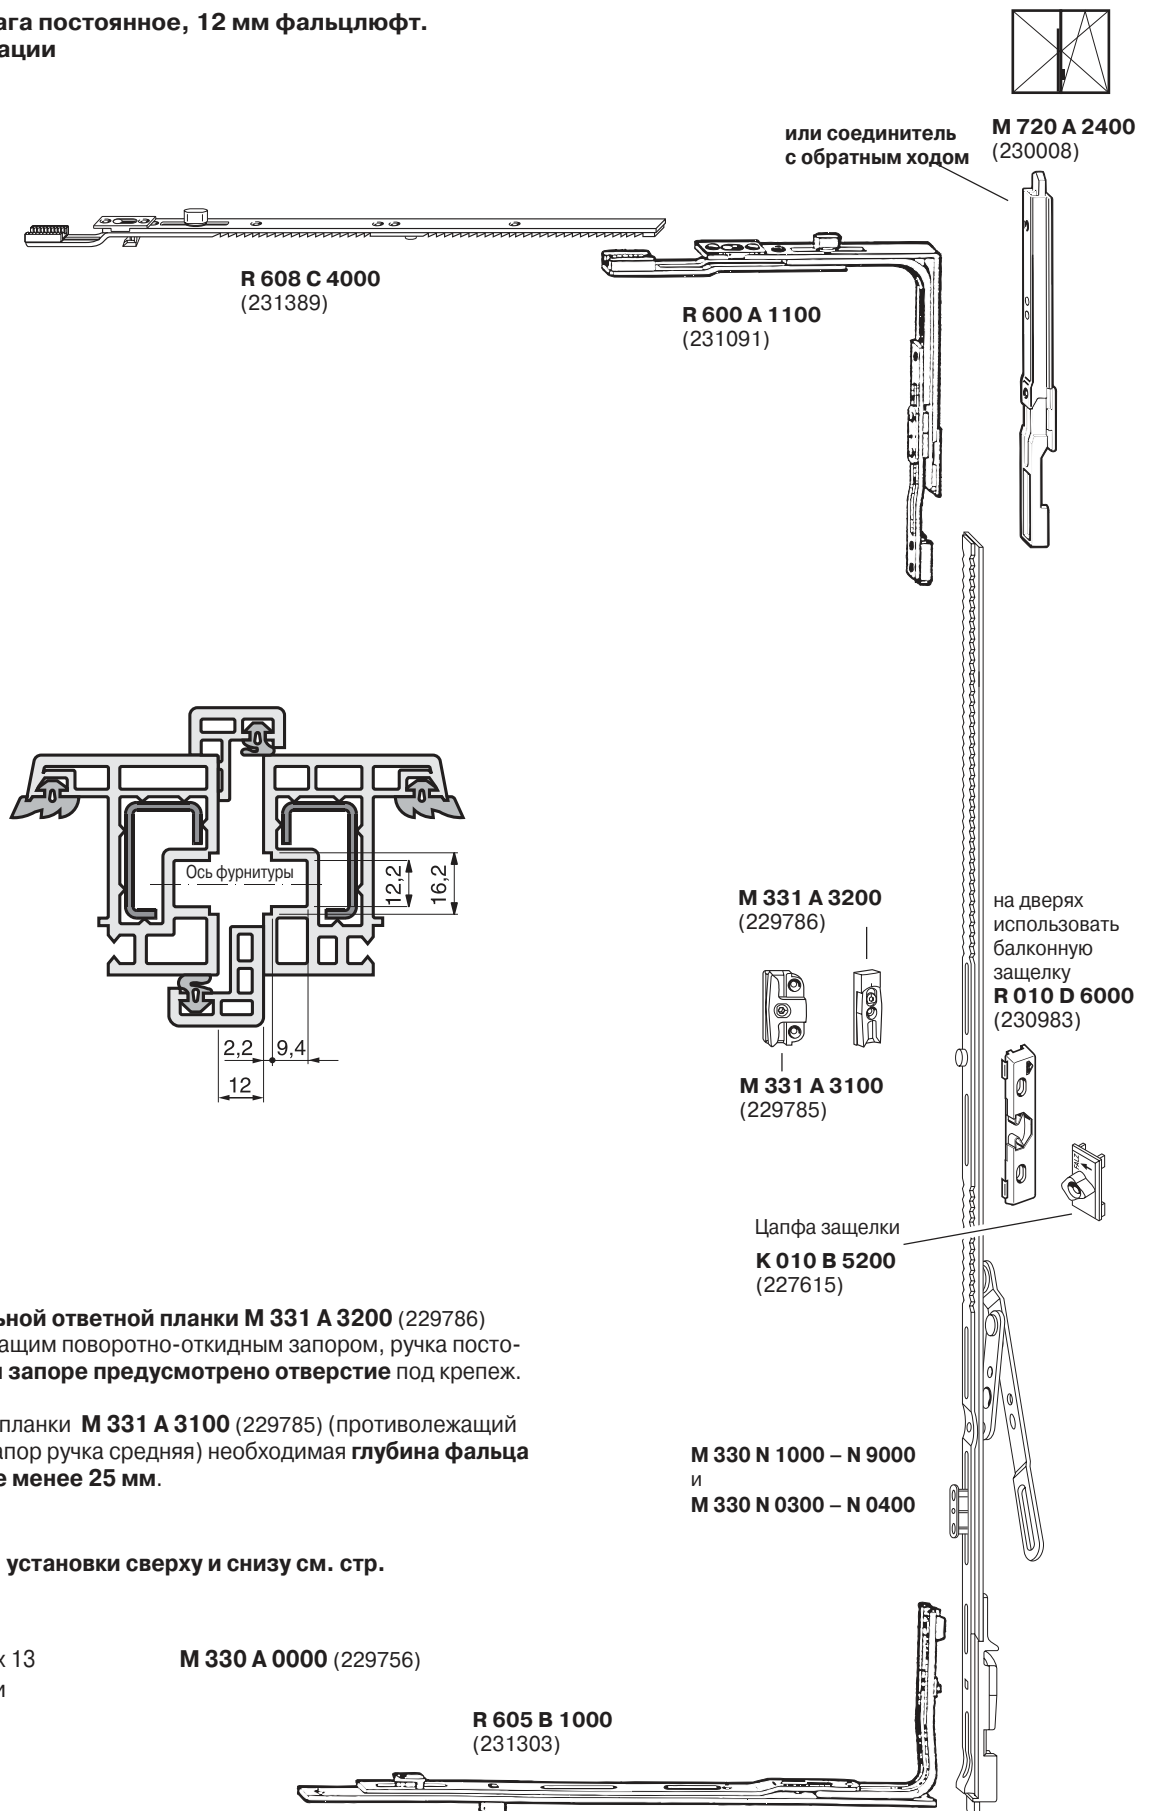 ага постоянное, 12 мм фальцлюфт.
ации
или соединитель
с обратным ходом
M 720 A 2400
(230008)
R 608 C 4000
(231389)
R 600 A 1100
(231091)
Ось фурнитуры
12,2
16,2
2,2
9,4
12
M 331 A 3200
(229786)
на дверях
использовать
балконную
защелку
R 010 D 6000
(230983)
M 331 A 3100
(229785)
FALZ
Цапфа защелки
K 010 B 5200
(227615)
ьной ответной планки M 331 A 3200 (229786)
ащим поворотно-откидным запором, ручка посто-
и запоре предусмотрено отверстие под крепеж.
планки M 331 A 3100 (229785) (противолежащий
апор ручка средняя) необходимая глубина фальца
е менее 25 мм.
M 330 N 1000 – N 9000
и
M 330 N 0300 – N 0400
установки сверху и снизу см. стр.
x 13
и
M 330 A 0000 (229756)
R 605 B 1000
(231303)